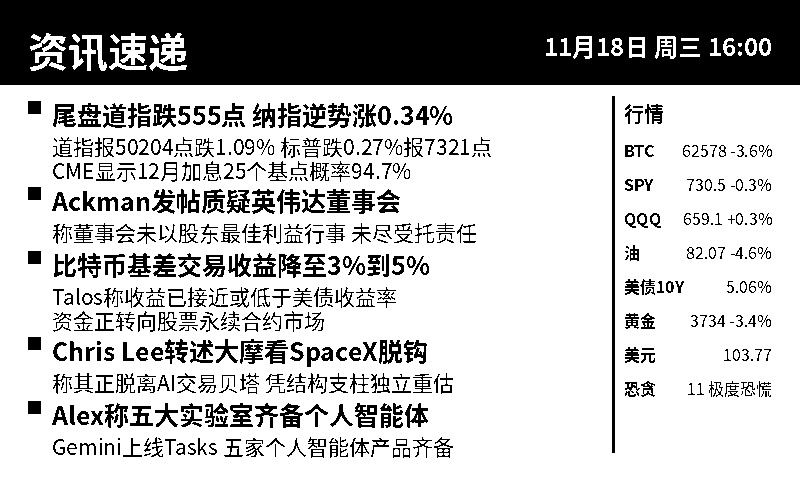 资讯速递
11月18日 周三 16:00
尾盘道指跌555点 纳指逆势涨0.34%
道指报50204点跌1.09% 标普跌0.27%报7321点
CME显示12月加息25个基点概率94.7%
Ackman发帖质疑英伟达董事会
称董事会未以股东最佳利益行事 未尽受托责任
比特币基差交易收益降至3%到5%
Talos称收益已接近或低于美债收益率
资金正转向股票永续合约市场
Chris Lee转述大摩看SpaceX脱钩
称其正脱离AI交易贝塔 凭结构支柱独立重估
Alex称五大实验室齐备个人智能体
Gemini上线Tasks 五家个人智能体产品齐备
行情
BTC 62578 -3.6%
SPY 730.5 -0.3%
QQQ 659.1 +0.3%
油 82.07 -4.6%
美债10Y 5.06%
黄金 3734 -3.4%
美元 103.77
恐贪 11 极度恐慌